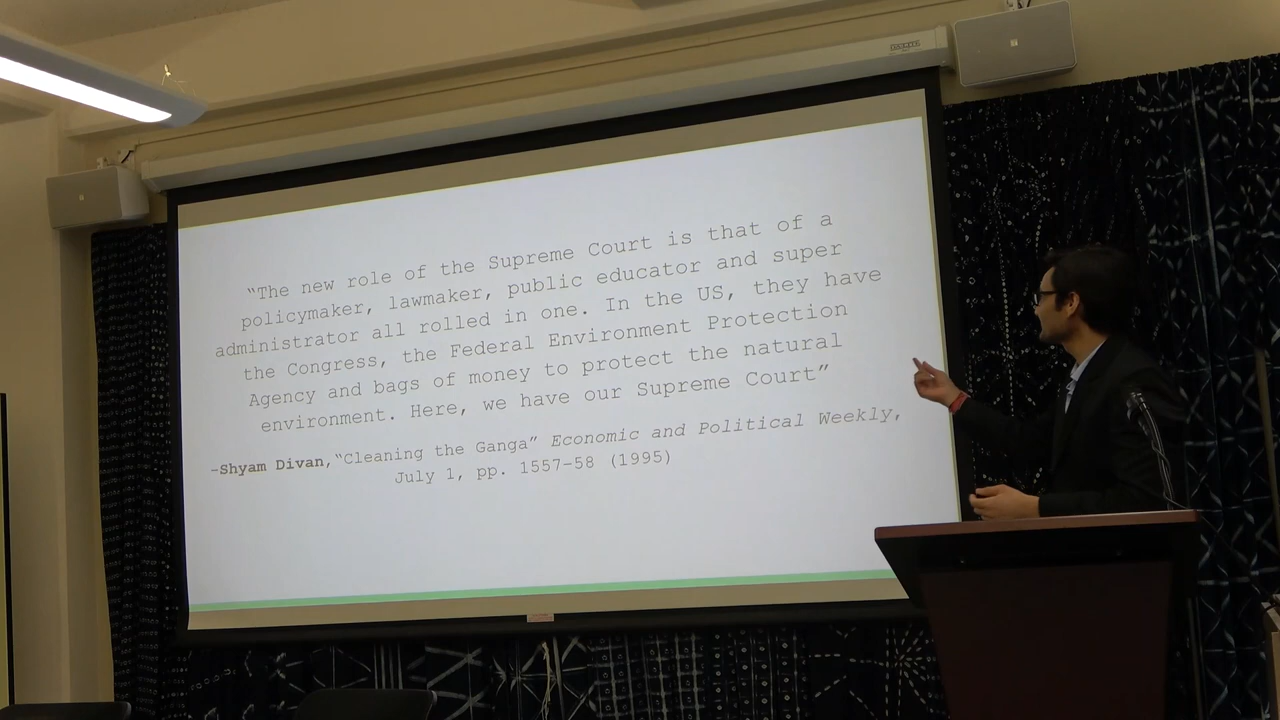 “The new role of the Supreme Court is that of a
policymaker, lawmaker, public educator and super
administrator all rolled in one. In the US, they have
the Congress, the Federal Environment Protection
Agency and bags of money to protect the natural
environment. Here, we have our Supreme Court”
-Shyam Divan,“Cleaning the Ganga” Economic and Political Weekly,
July 1, pp. 1557-58 (1995)